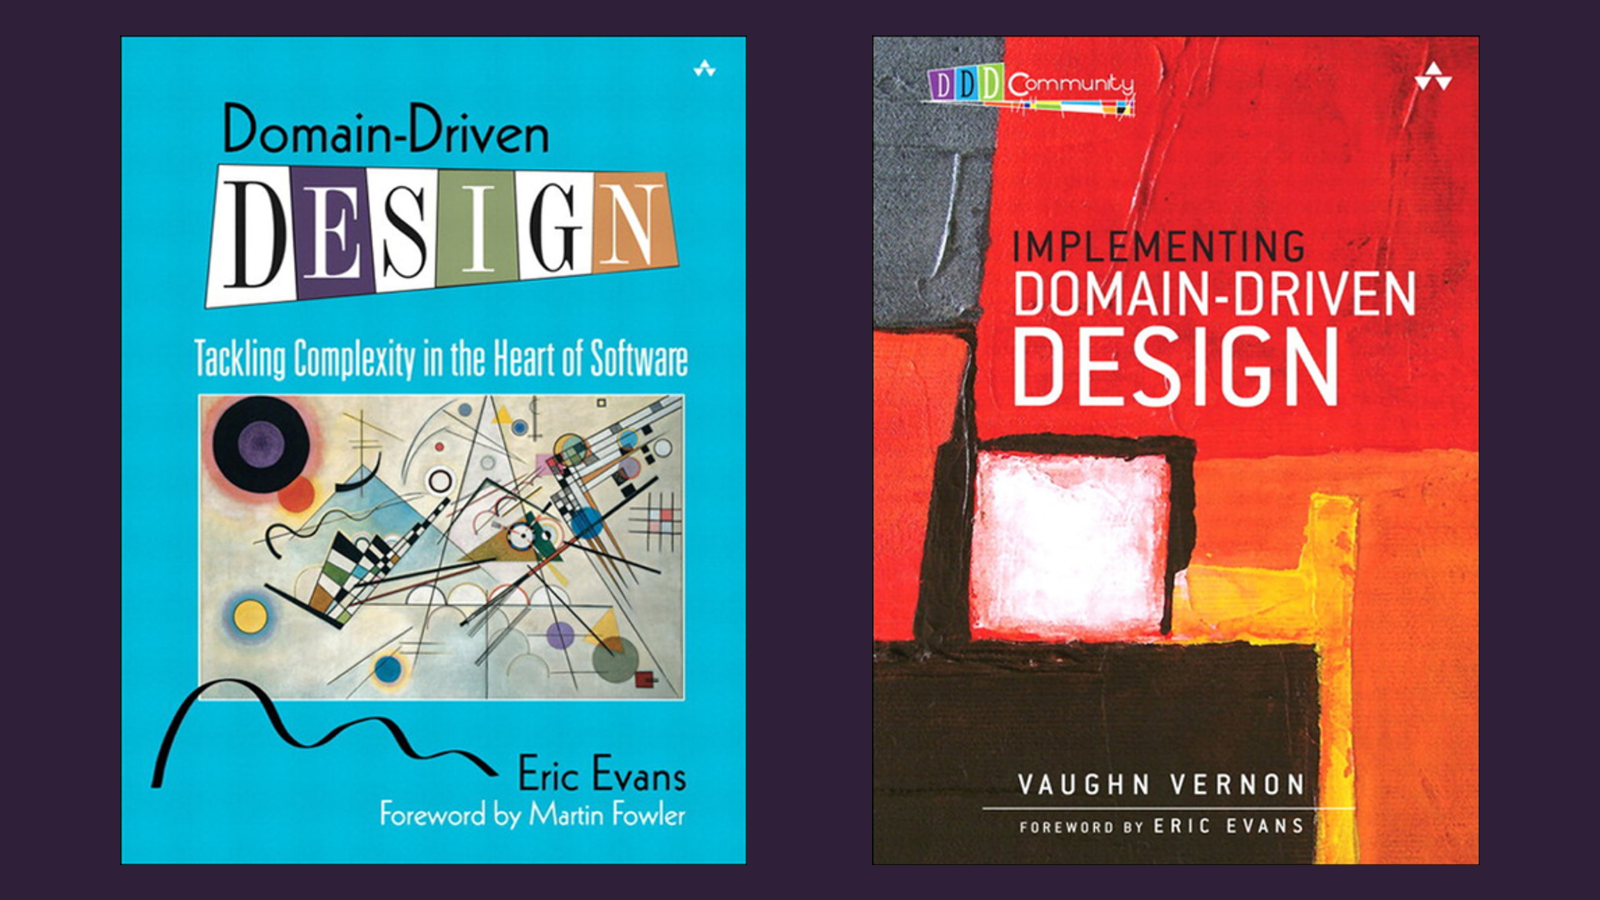 Domain-Driven
DESIGN
Tackling Complexity in the Heart of Software
Eric Evans
Foreword by Martin Fowler
DDD Community
IMPLEMENTING
DOMAIN-DRIVEN
DESIGN
VAUGHN VERNON
FOREWORD BY ERIC EVANS